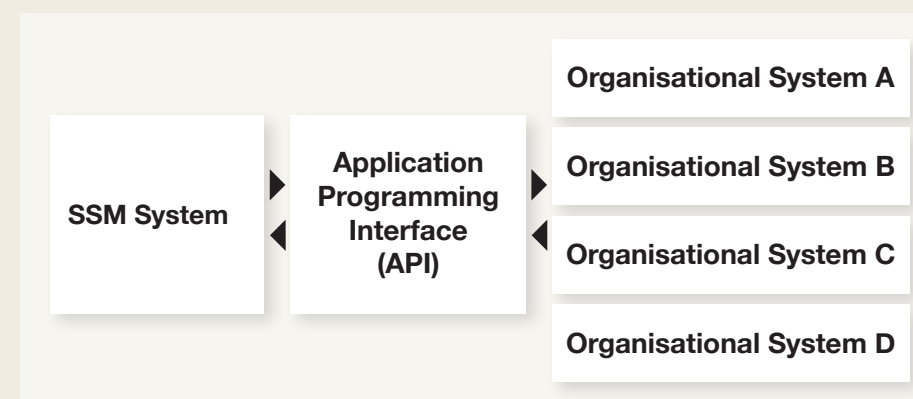 SSM System
Application
Programming
Interface
(API)
Organisational System A
Organisational System B
Organisational System C
Organisational System D